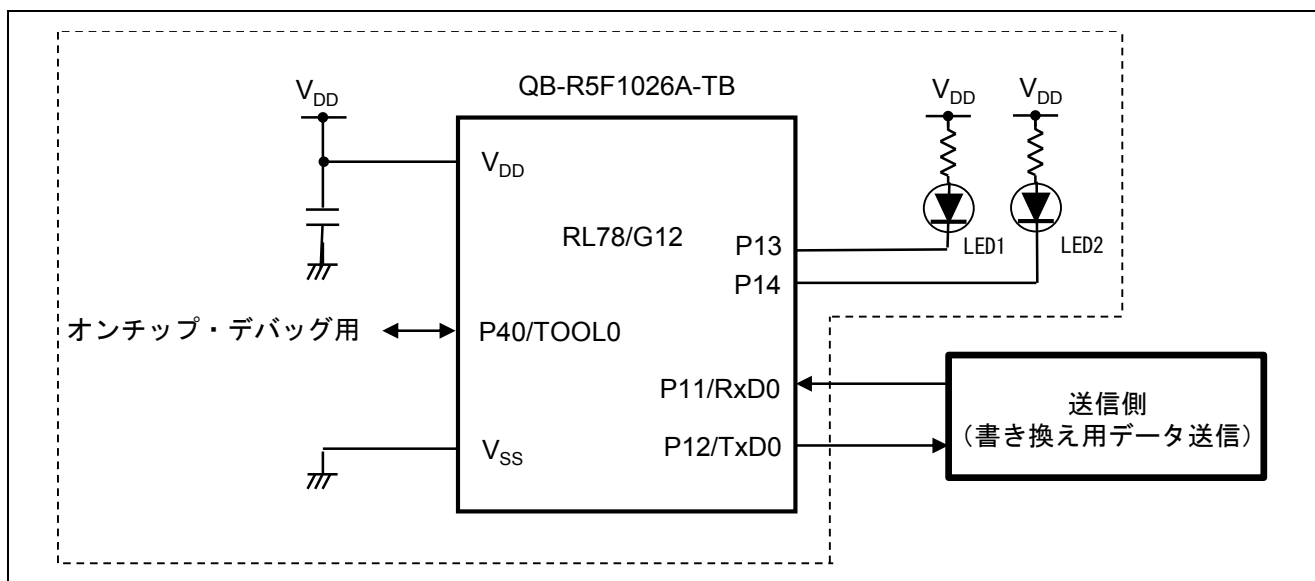 QB-R5F1026A-TB
VDD
VDD
VDD
VDD
RL78/G12
P13
P14
LED1
LED2
オンチップ・デバッグ用
P40/TOOL0
P11/RxD0
P12/TxD0
VSS
送信側
(書き換え用データ送信)